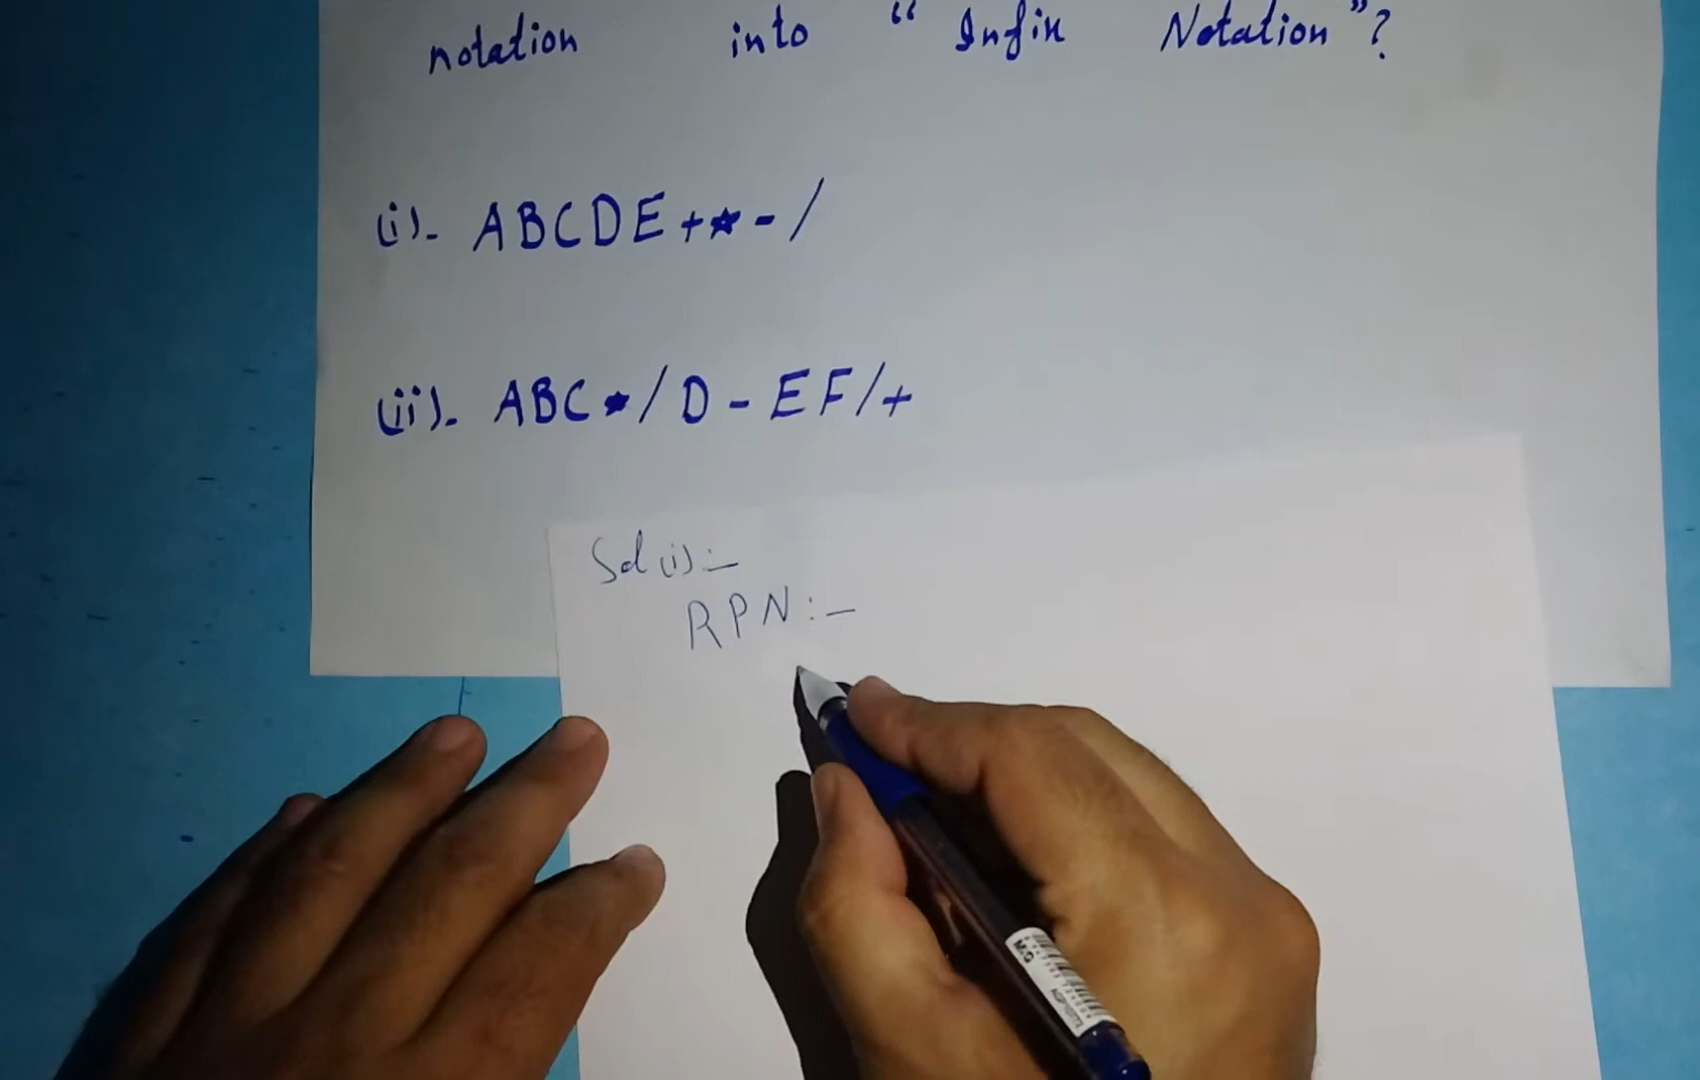 notation into "Infix Notation"?
(i)- ABCDE+*-/
(ii)- ABC*/D-EF/+
Sol (i):-
RPN:-
M&G